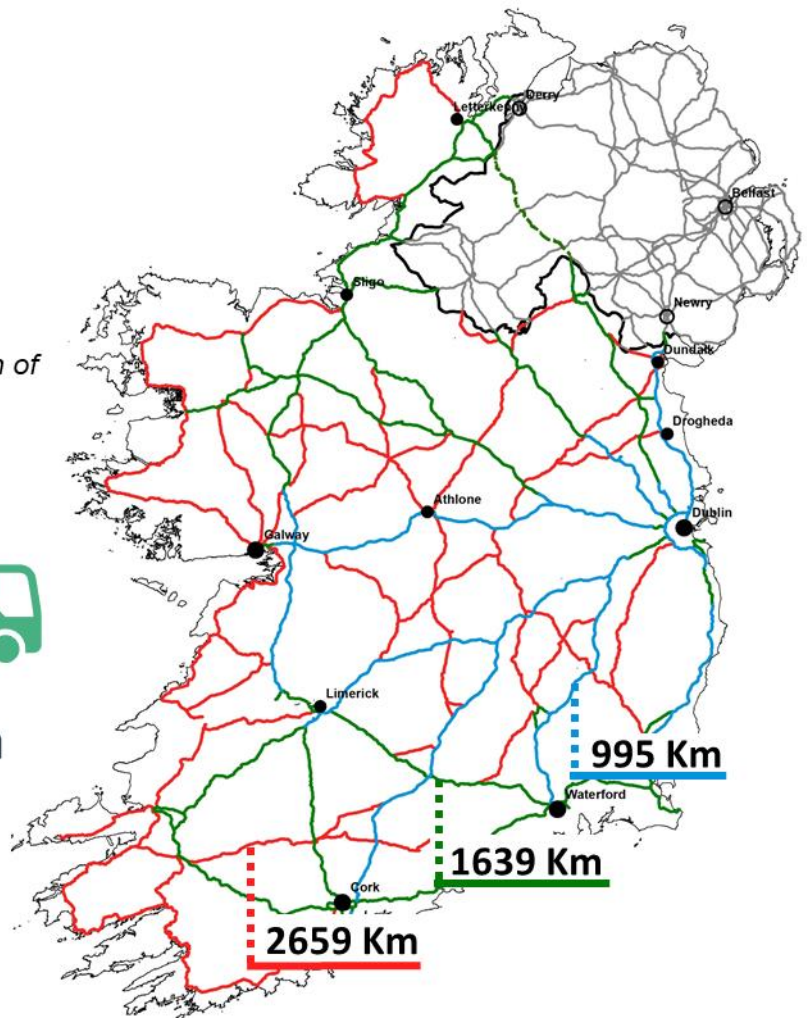 Derry
Letterkenny
Belfast
Sligo
Newry
n of
Dundalk
Drogheda
Athlone
Dublin
Galway
Limerick
995 Km
Waterford
1639 Km
Cork
2659 Km